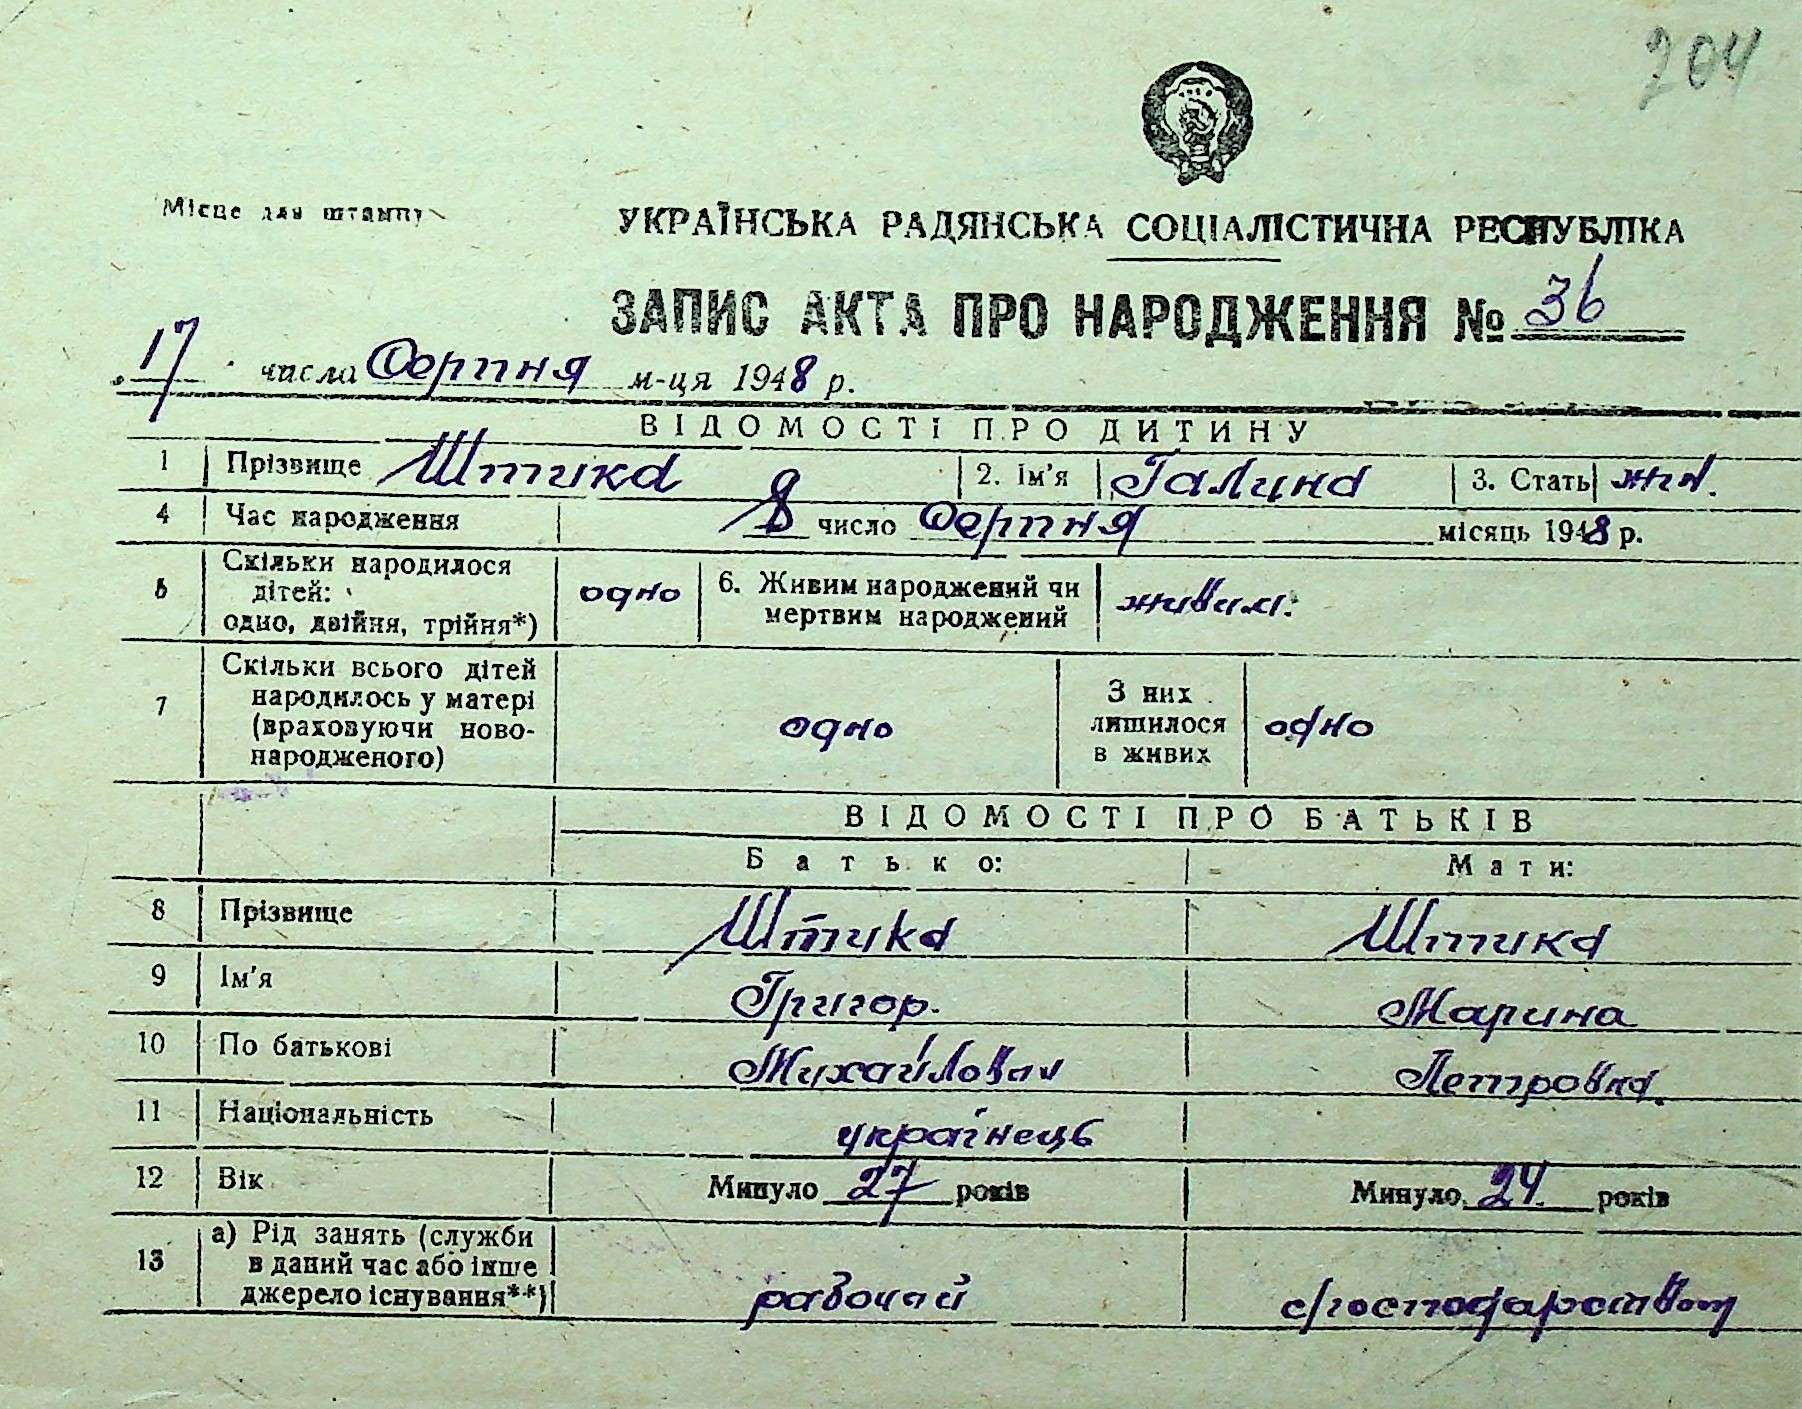 204
Місце для штампу
УКРАЇНСЬКА РАДЯНСЬКА СОЦІАЛІСТИЧНА РЕСПУБЛІКА
ЗАПИС АКТА ПРО НАРОДЖЕННЯ № 36
17 числа Серпня м-ця 1948 р.
ВІДОМОСТІ ПРО ДИТИНУ
1 Прізвище Штика 2. Ім'я Галина 3. Стать жін.
4 Час народження 8 число Серпня місяць 1948 р.
5 Скільки народилося дітей: одно, двійня, трійня*) одно 6. Живим народжений чи мертвим народжений живим.
7 Скільки всього дітей народилось у матері (враховуючи ново-народженого) одно З них лишилося в живих одно
ВІДОМОСТІ ПРО БАТЬКІВ
Батько: Мати:
8 Прізвище Штика Штика
9 Ім'я Григор. Марина
10 По батькові Михайлович Петровна.
11 Національність українець
12 Вік Минуло 27 років Минуло 24 років
13 а) Рід занять (служби в даний час або інше джерело існування**) рабочий с/господарством